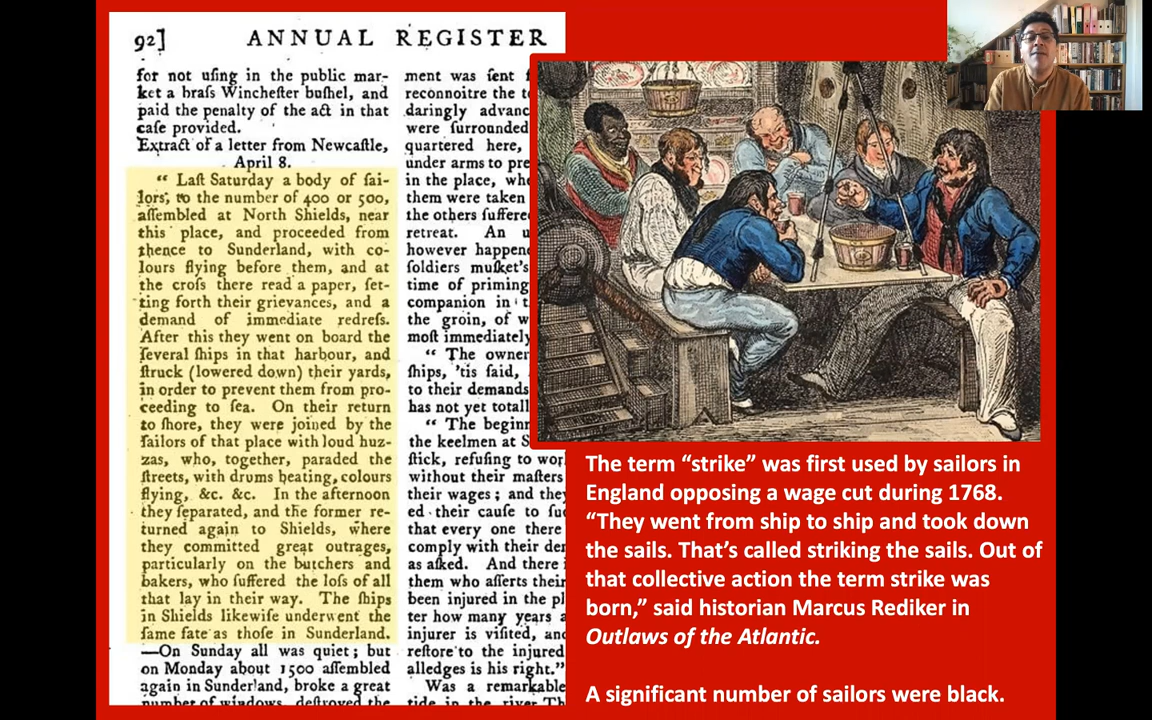 92]
ANNUAL REGISTER
for not uſing in the public mar-
ket a braſs Wincheſter buſhel, and
paid the penalty of the act in that
caſe provided.
Extract of a letter from Newcaſtle,
April 8.
“ Laſt Saturday a body of ſai-
lors, to the number of 400 or 500,
aſſembled at North Shields, near
this place, and proceeded from
thence to Sunderland, with co-
lours flying before them, and at
the croſs there read a paper, ſet-
ting forth their grievances, and a
demand of immediate redreſs.
After this they went on board the
ſeveral ſhips in that harbour, and
ſtruck (lowered down) their yards,
in order to prevent them from pro-
ceeding to ſea. On their return
to ſhore, they were joined by the
ſailors of that place with loud huz-
zas, who, together, paraded the
ſtreets, with drums beating, colours
flying, &c. &c. In the afternoon
they ſeparated, and the former re-
turned again to Shields, where
they committed great outrages,
particularly on the butchers and
bakers, who ſuffered the loſs of all
that lay in their way. The ſhips
in Shields likewiſe underwent the
ſame fate as thoſe in Sunderland.
—On Sunday all was quiet ; but
on Monday about 1500 aſſembled
again in Sunderland, broke a great
number of windows, deſtroyed the
ment was ſent
reconnoitre the
daringly advanc
were ſurrounded
quartered here,
under arms to pre
in the place, whe
them were taken
the others ſuffere
retreat. An
however happene
ſoldiers muſket's
time of priming
companion in
the groin, of
moſt immediately
“ The owner
ſhips, 'tis ſaid,
to their demands
has not yet totall
“ The beginn
the keelmen at S
ſtick, refuſing to wor
without their maſters
their wages ; and they
ed their cauſe to ſu
that every one there
comply with their de
as aſked. And there
them who aſſerts their
been injured in the pl
ter how many years a
injurer is viſited, and
reſtore to the injured
alledges is his right.”
Was a remarkable
tide in the river Th
The term “strike” was first used by sailors in
England opposing a wage cut during 1768.
“They went from ship to ship and took down
the sails. That’s called striking the sails. Out of
that collective action the term strike was
born,” said historian Marcus Rediker in
Outlaws of the Atlantic.
A significant number of sailors were black.